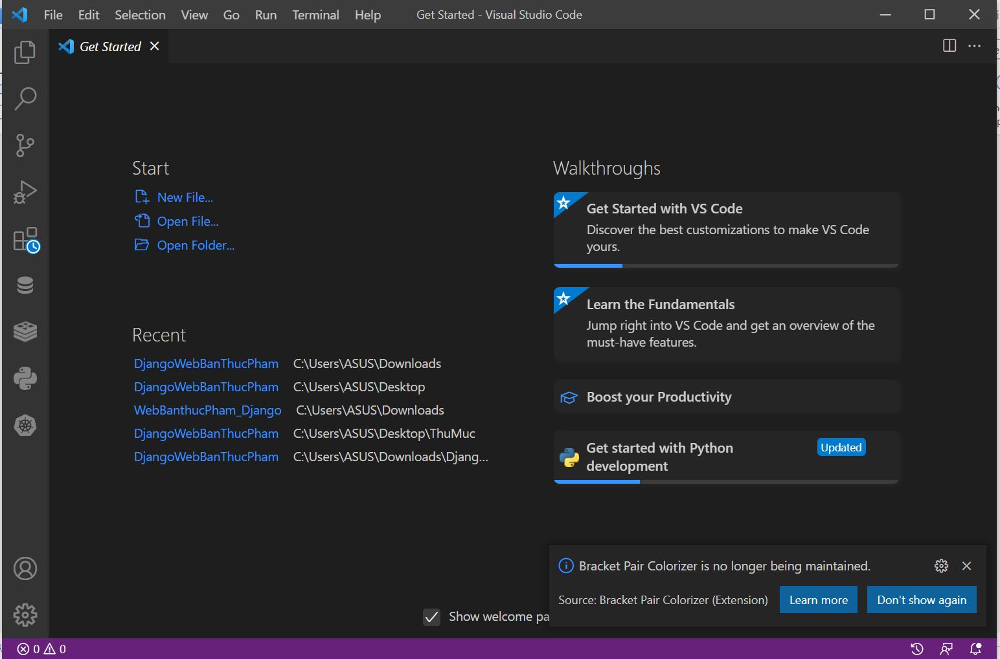 File Edit Selection View Go Run Terminal Help Get Started - Visual Studio Code
Get Started
Start
New File...
Open File...
Open Folder...
Recent
DjangoWebBanThucPham C:\Users\ASUS\Downloads
DjangoWebBanThucPham C:\Users\ASUS\Desktop
WebBanthucPham_Django C:\Users\ASUS\Downloads
DjangoWebBanThucPham C:\Users\ASUS\Desktop\ThuMuc
DjangoWebBanThucPham C:\Users\ASUS\Downloads\Djang...
Walkthroughs
Get Started with VS Code
Discover the best customizations to make VS Code
yours.
Learn the Fundamentals
Jump right into VS Code and get an overview of the
must-have features.
Boost your Productivity
Get started with Python
development
Updated
Bracket Pair Colorizer is no longer being maintained.
Source: Bracket Pair Colorizer (Extension) Learn more Don't show again
Show welcome pa
0 0